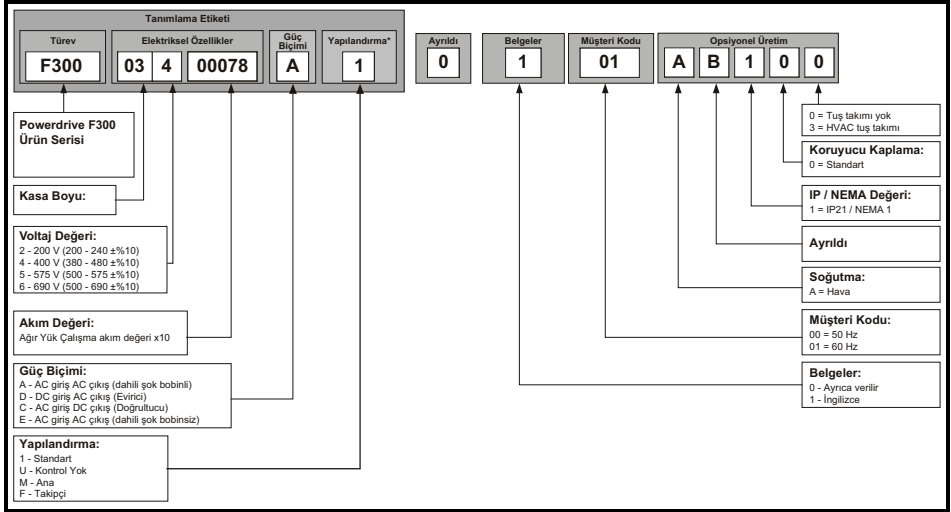 Tanımlama Etiketi
Türev
Elektriksel Özellikler
Güç
Biçimi
Yapılandırma*
Ayrıldı
Belgeler
Müşteri Kodu
Opsiyonel Üretim
F300
03
4
00078
A
1
0
1
01
A
B
1
0
0
Powerdrive F300
Ürün Serisi
Kasa Boyu:
Voltaj Değeri:
2 - 200 V (200 - 240 ±%10)
4 - 400 V (380 - 480 ±%10)
5 - 575 V (500 - 575 ±%10)
6 - 690 V (500 - 690 ±%10)
Akım Değeri:
Ağır Yük Çalışma akım değeri x10
Güç Biçimi:
A - AC giriş AC çıkış (dahili şok bobinli)
D - DC giriş AC çıkış (Evirici)
C - AC giriş DC çıkış (Doğrultucu)
E - AC giriş AC çıkış (dahili şok bobinsiz)
Yapılandırma:
1 - Standart
U - Kontrol Yok
M - Ana
F - Takipçi
0 = Tuş takımı yok
3 = HVAC tuş takımı
Koruyucu Kaplama:
0 = Standart
IP / NEMA Değeri:
1 = IP21 / NEMA 1
Ayrıldı
Soğutma:
A = Hava
Müşteri Kodu:
00 = 50 Hz
01 = 60 Hz
Belgeler:
0 - Ayrıca verilir
1 - İngilizce